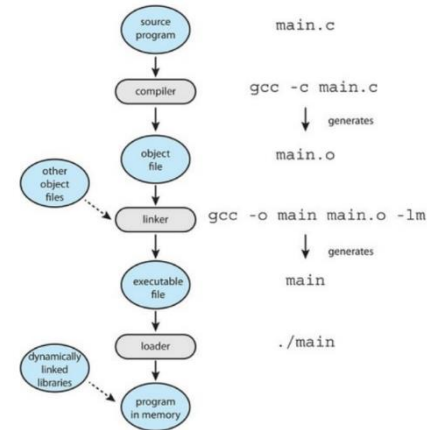 source
program
main.c
compiler
gcc -c main.c
generates
object
file
main.o
other
object
files
linker
gcc -o main main.o -lm
generates
executable
file
main
loader
./main
dynamically
linked
libraries
program
in memory